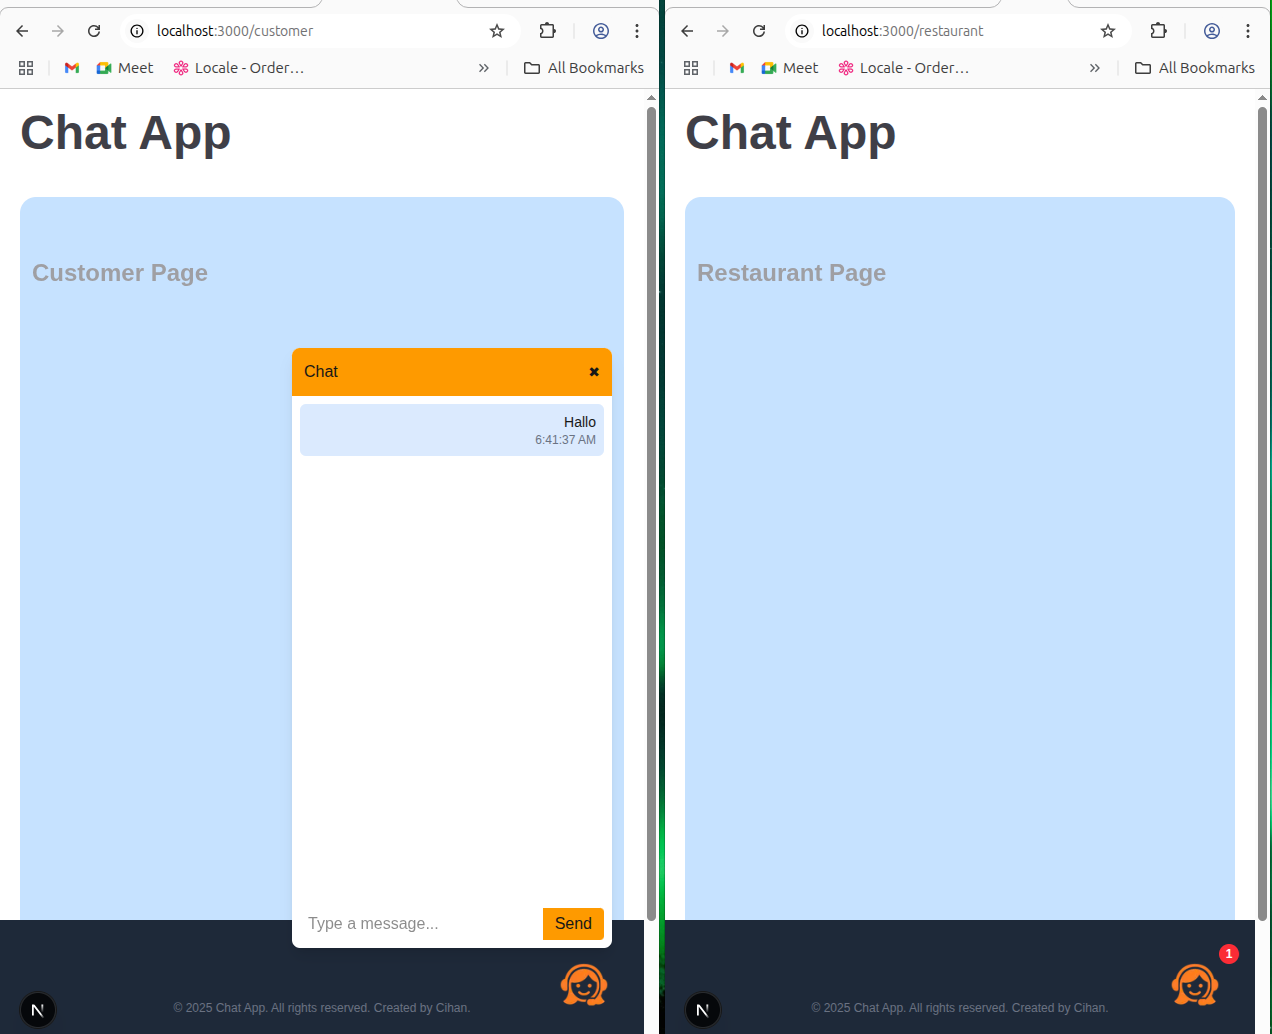 localhost:3000/customer
Meet
Locale - Order…
All Bookmarks
Chat App
Customer Page
Chat
Hallo
6:41:37 AM
Type a message...
Send
© 2025 Chat App. All rights reserved. Created by Cihan.
N
localhost:3000/restaurant
Meet
Locale - Order…
All Bookmarks
Chat App
Restaurant Page
1
© 2025 Chat App. All rights reserved. Created by Cihan.
N